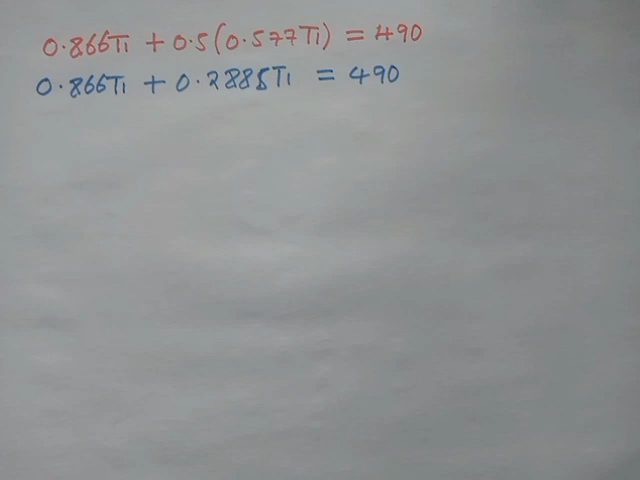 0.866T1 + 0.5(0.577T1) = 490
0.866T1 + 0.2885T1 = 490